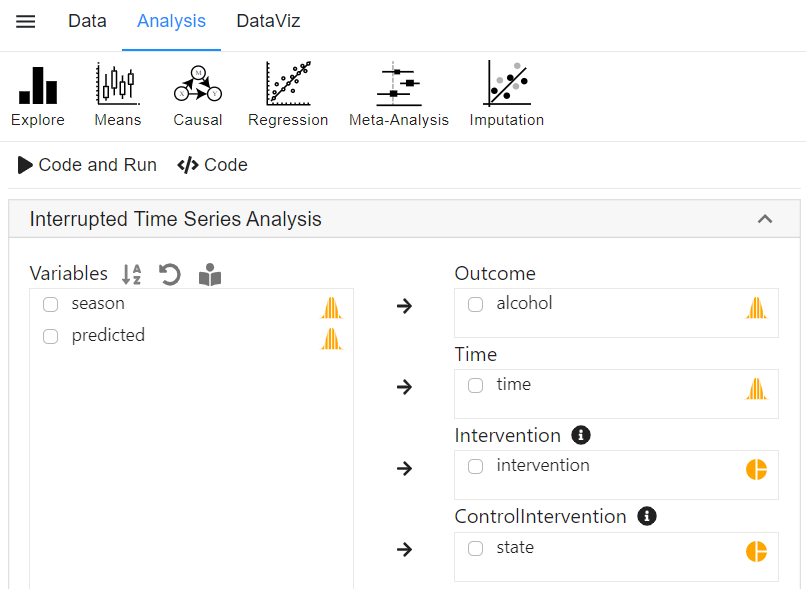 Data Analysis DataViz
Explore Means Causal Regression Meta-Analysis Imputation
Code and Run Code
Interrupted Time Series Analysis
Variables
season
predicted
Outcome
alcohol
Time
time
Intervention
intervention
ControlIntervention
state